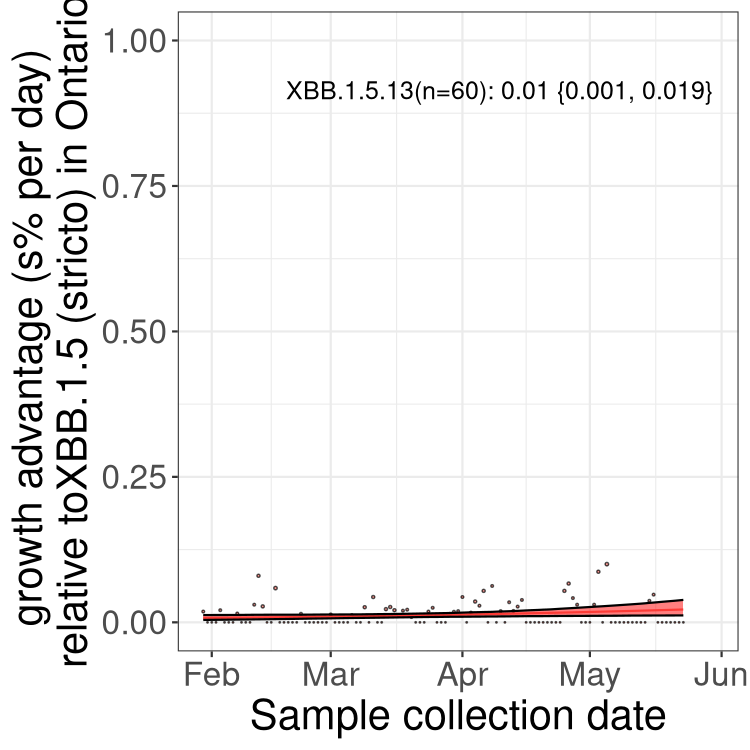 growth advantage (s% per day)
relative toXBB.1.5 (stricto) in Ontario
1.00
0.75
0.50
0.25
0.00
XBB.1.5.13(n=60): 0.01 {0.001, 0.019}
Feb Mar Apr May Jun
Sample collection date